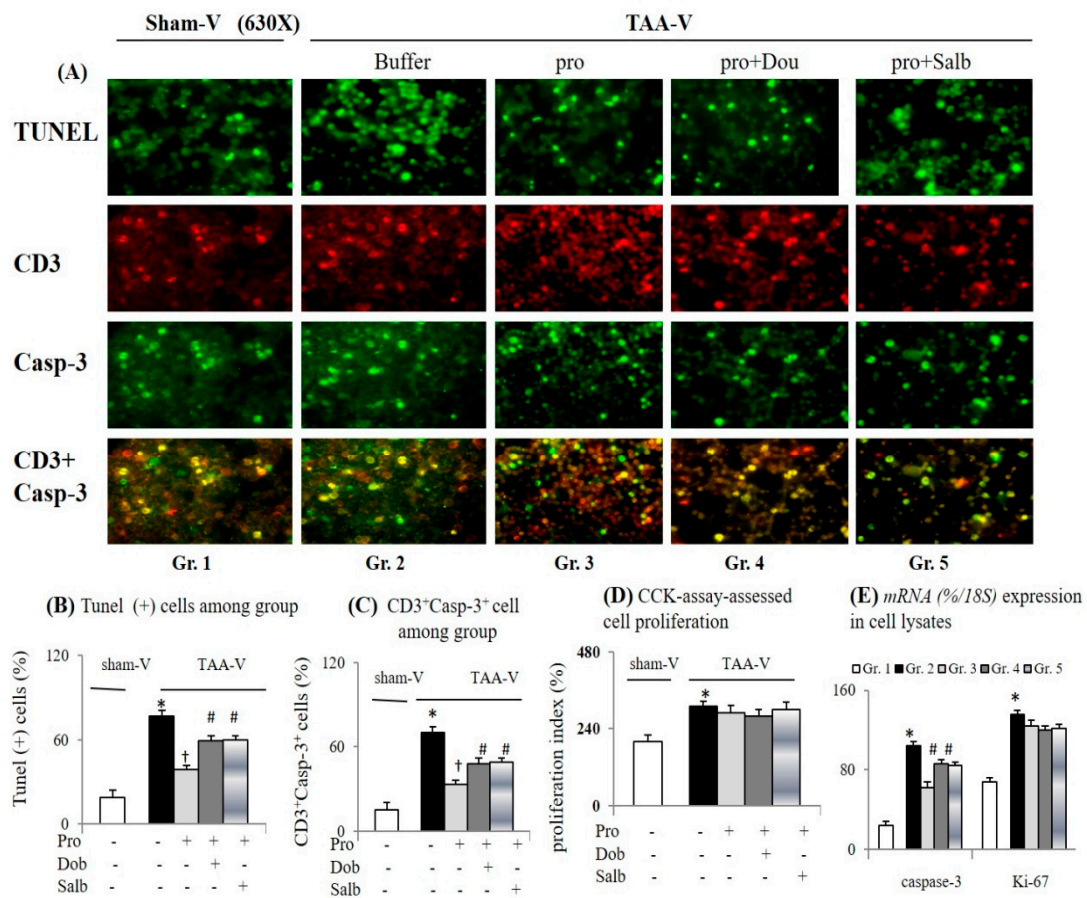 Sham-V (630X) TAA-V
(A) Buffer pro pro+Dou pro+Salb
TUNEL
CD3
Casp-3
CD3+
Casp-3
Gr. 1 Gr. 2 Gr. 3 Gr. 4 Gr. 5
(B) Tunel (+) cells among group
sham-V TAA-V
Tunel (+) cells (%)
120
60
0
* † # #
Pro - - + + +
Dob - - - + -
Salb - - - - +
(C) CD3⁺Casp-3⁺ cell
among group
sham-V TAA-V
CD3⁺Casp-3⁺ cells (%)
120
60
0
* † # #
- - + + +
- - - + -
- - - - +
(D) CCK-assay-assessed
cell proliferation
sham-V TAA-V
proliferation index (%)
480
240
0
*
Pro - - + + +
Dob - - - + -
Salb - - - - +
(E) mRNA (%/18S) expression
in cell lysates
Gr. 1 Gr. 2 Gr. 3 Gr. 4 Gr. 5
160
80
0
* # # *
caspase-3 Ki-67